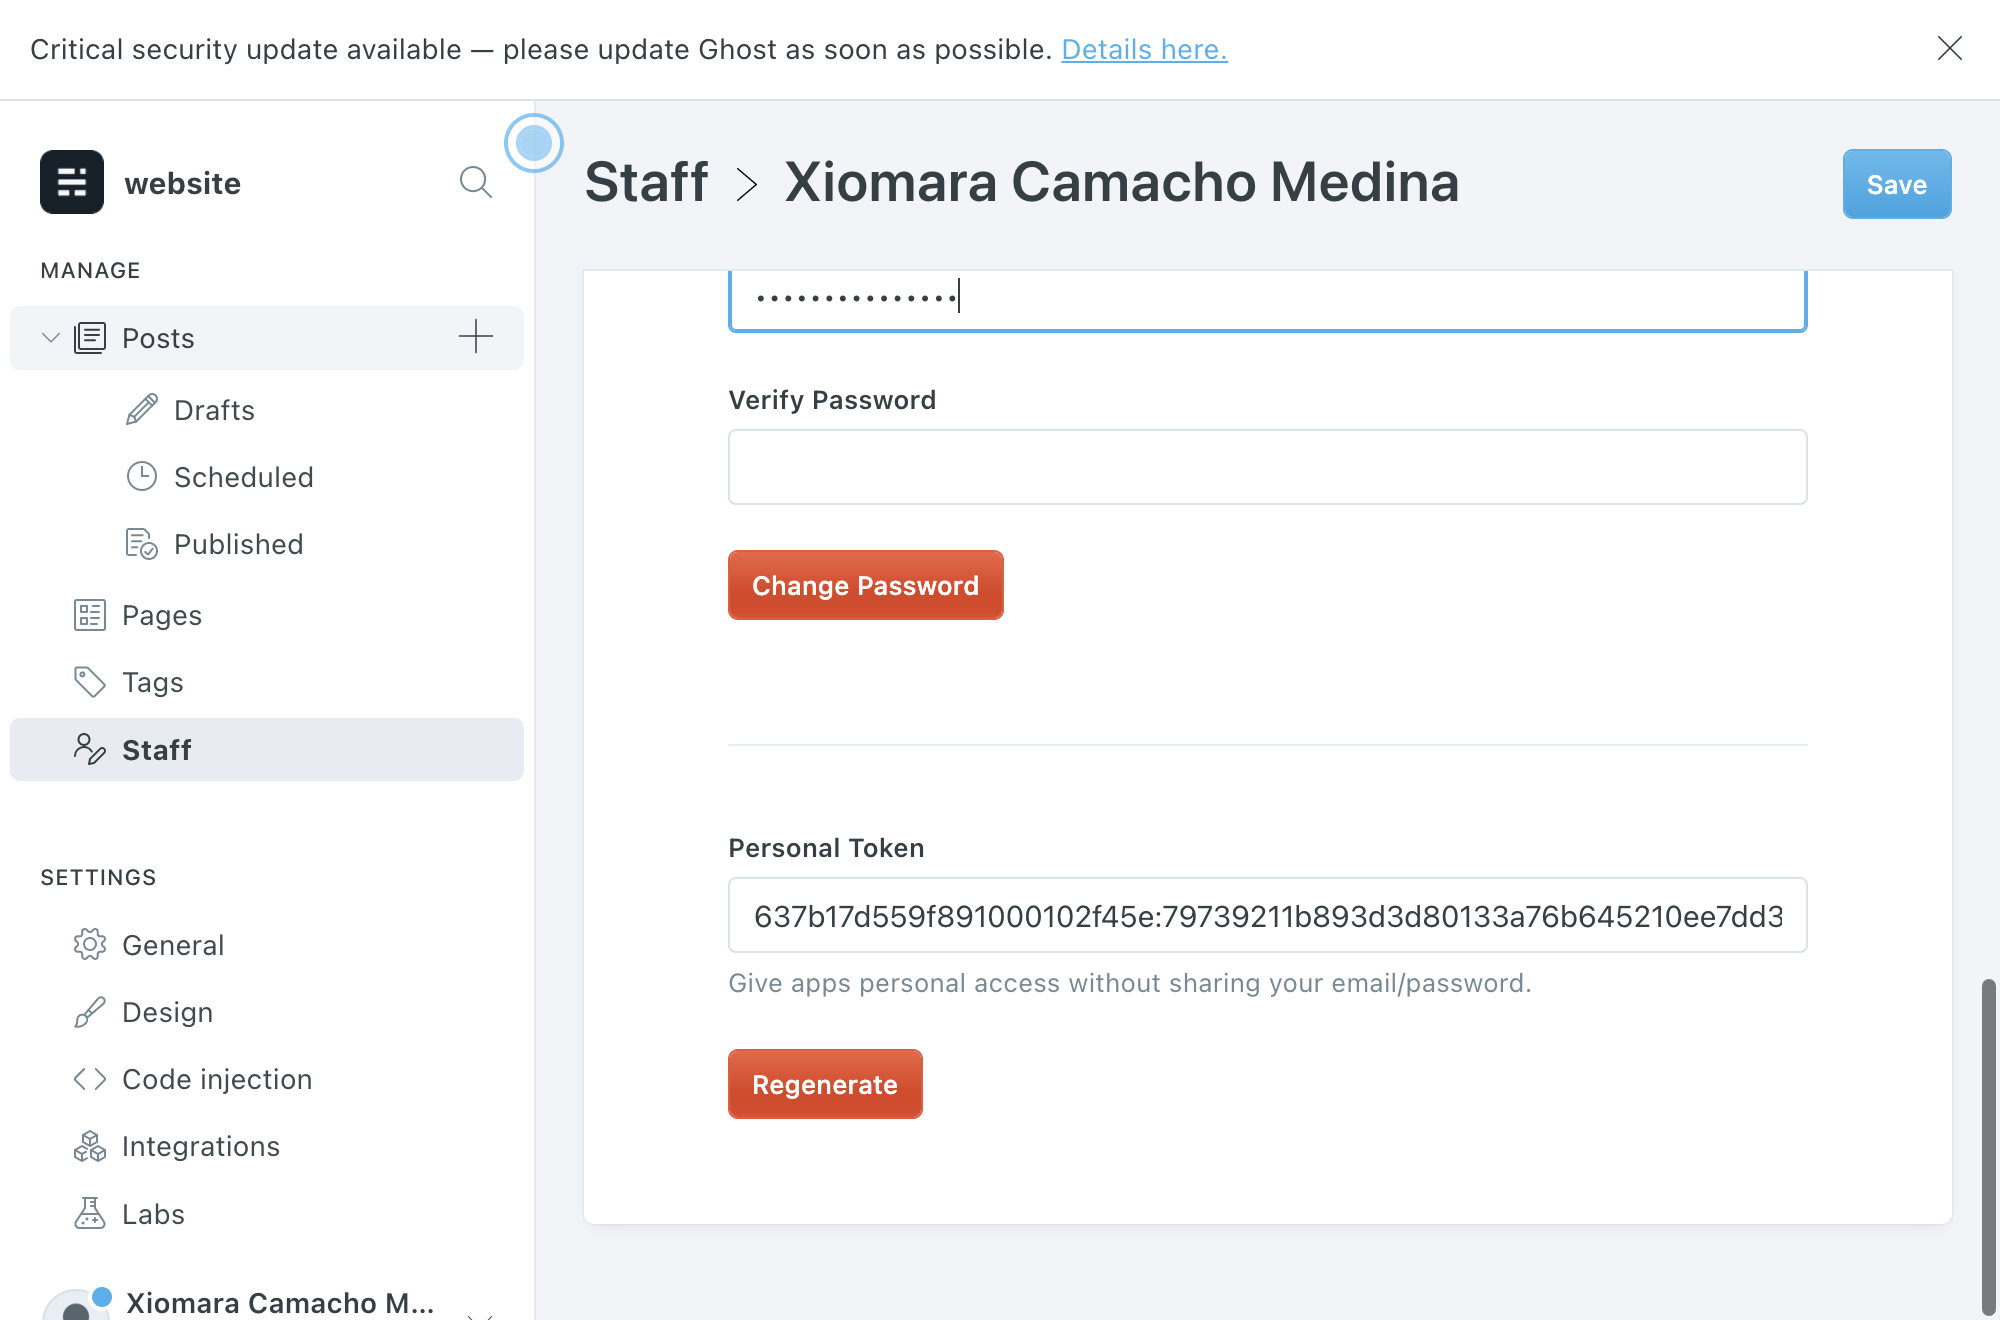 Critical security update available — please update Ghost as soon as possible. Details here.
website
MANAGE
Posts
Drafts
Scheduled
Published
Pages
Tags
Staff
SETTINGS
General
Design
Code injection
Integrations
Labs
Xiomara Camacho M...
Staff > Xiomara Camacho Medina
Save
Verify Password
Change Password
Personal Token
637b17d559f891000102f45e:79739211b893d3d80133a76b645210ee7dd3
Give apps personal access without sharing your email/password.
Regenerate